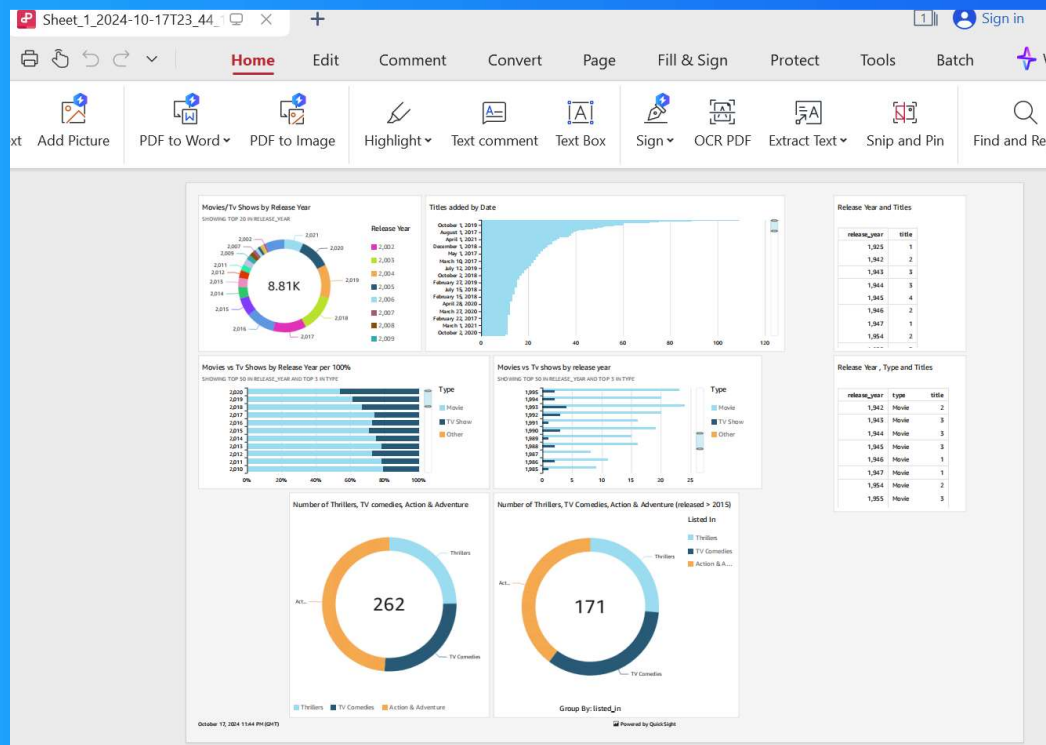 Sheet_1_2024-10-17T23_44_
1
Sign in
Home Edit Comment Convert Page Fill & Sign Protect Tools Batch
xt Add Picture PDF to Word PDF to Image Highlight Text comment Text Box Sign OCR PDF Extract Text Snip and Pin Find and Re
Movies/Tv Shows by Release Year
SHOWING TOP 20 IN RELEASE_YEAR
2,021
2,020
2,019
2,018
2,017
2,016
2,015
2,014
2,013
2,012
2,011
2,009
2,007
2,002
8.81K
Release Year
2,002
2,003
2,004
2,005
2,006
2,007
2,008
2,009
Titles added by Date
October 1, 2019
August 1, 2017
April 1, 2021
December 1, 2018
May 1, 2017
March 10, 2017
July 12, 2019
October 2, 2018
February 27, 2019
July 15, 2018
February 15, 2018
April 28, 2020
March 27, 2020
February 22, 2017
March 1, 2021
October 2, 2020
0 20 40 60 80 100 120
Release Year and Titles
release_year title
1,925 1
1,942 2
1,943 3
1,944 3
1,945 4
1,946 2
1,947 1
1,954 2
Movies vs Tv Shows by Release Year per 100%
SHOWING TOP 50 IN RELEASE_YEAR AND TOP 3 IN TYPE
2,020
2,019
2,018
2,017
2,016
2,015
2,014
2,013
2,012
2,011
2,010
0% 20% 40% 60% 80% 100%
Type
Movie
TV Show
Other
Movies vs Tv shows by release year
SHOWING TOP 50 IN RELEASE_YEAR AND TOP 3 IN TYPE
1,995
1,994
1,993
1,992
1,991
1,990
1,989
1,988
1,987
1,986
1,985
0 5 10 15 20 25
Type
Movie
TV Show
Other
Release Year , Type and Titles
release_year type title
1,942 Movie 2
1,943 Movie 3
1,944 Movie 3
1,945 Movie 3
1,946 Movie 1
1,947 Movie 1
1,954 Movie 2
1,955 Movie 3
Number of Thrillers, TV comedies, Action & Adventure
Thrillers
Act...
262
TV Comedies
Thrillers TV Comedies Action & Adventure
Number of Thrillers, TV Comedies, Action & Adventure (released > 2015)
Listed In
Thrillers
TV Comedies
Action & A...
Thrillers
Act...
171
TV Comedies
Group By: listed_in
October 17, 2024 11:44 PM (GMT)
Powered by QuickSight